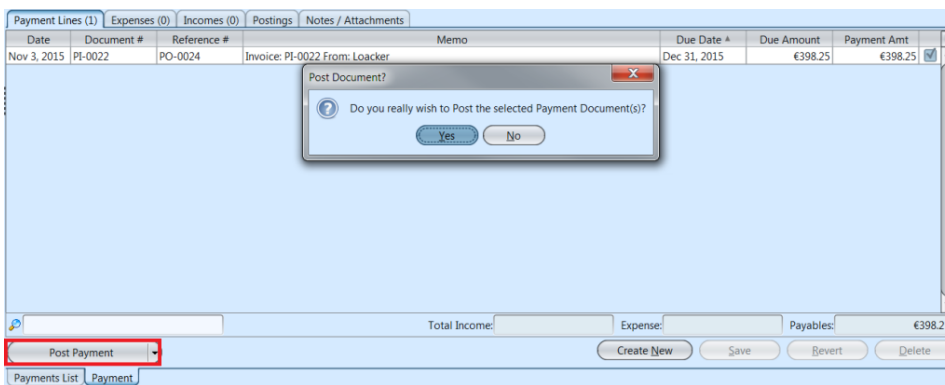 Payment Lines (1) Expenses (0) Incomes (0) Postings Notes / Attachments
Date Document # Reference # Memo Due Date Due Amount Payment Amt
Nov 3, 2015 PI-0022 PO-0024 Invoice: PI-0022 From: Loacker Dec 31, 2015 €398.25 €398.25
Post Document?
Do you really wish to Post the selected Payment Document(s)?
Yes No
Total Income: Expense: Payables: €398.2
Post Payment Create New Save Revert Delete
Payments List Payment